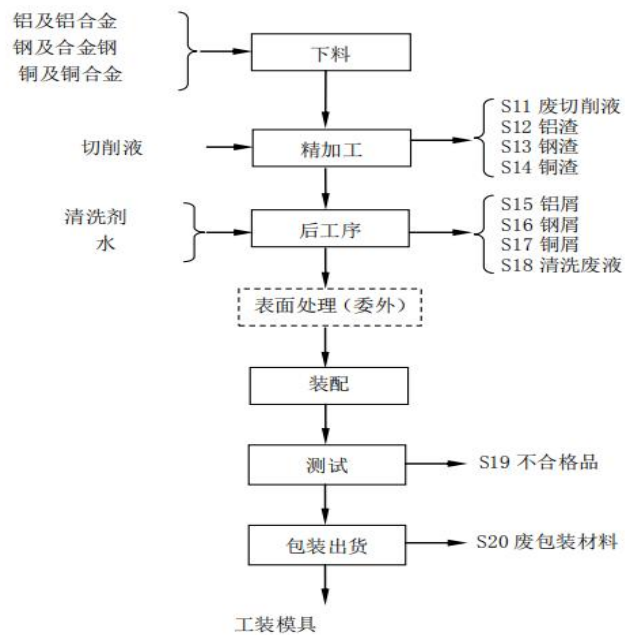 铝及铝合金
钢及合金钢
铜及铜合金
下料
切削液
精加工
S11 废切削液
S12 铝渣
S13 钢渣
S14 铜渣
清洗剂
水
后工序
S15 铝屑
S16 钢屑
S17 铜屑
S18 清洗废液
表面处理（委外）
装配
测试
S19 不合格品
包装出货
S20 废包装材料
工装模具